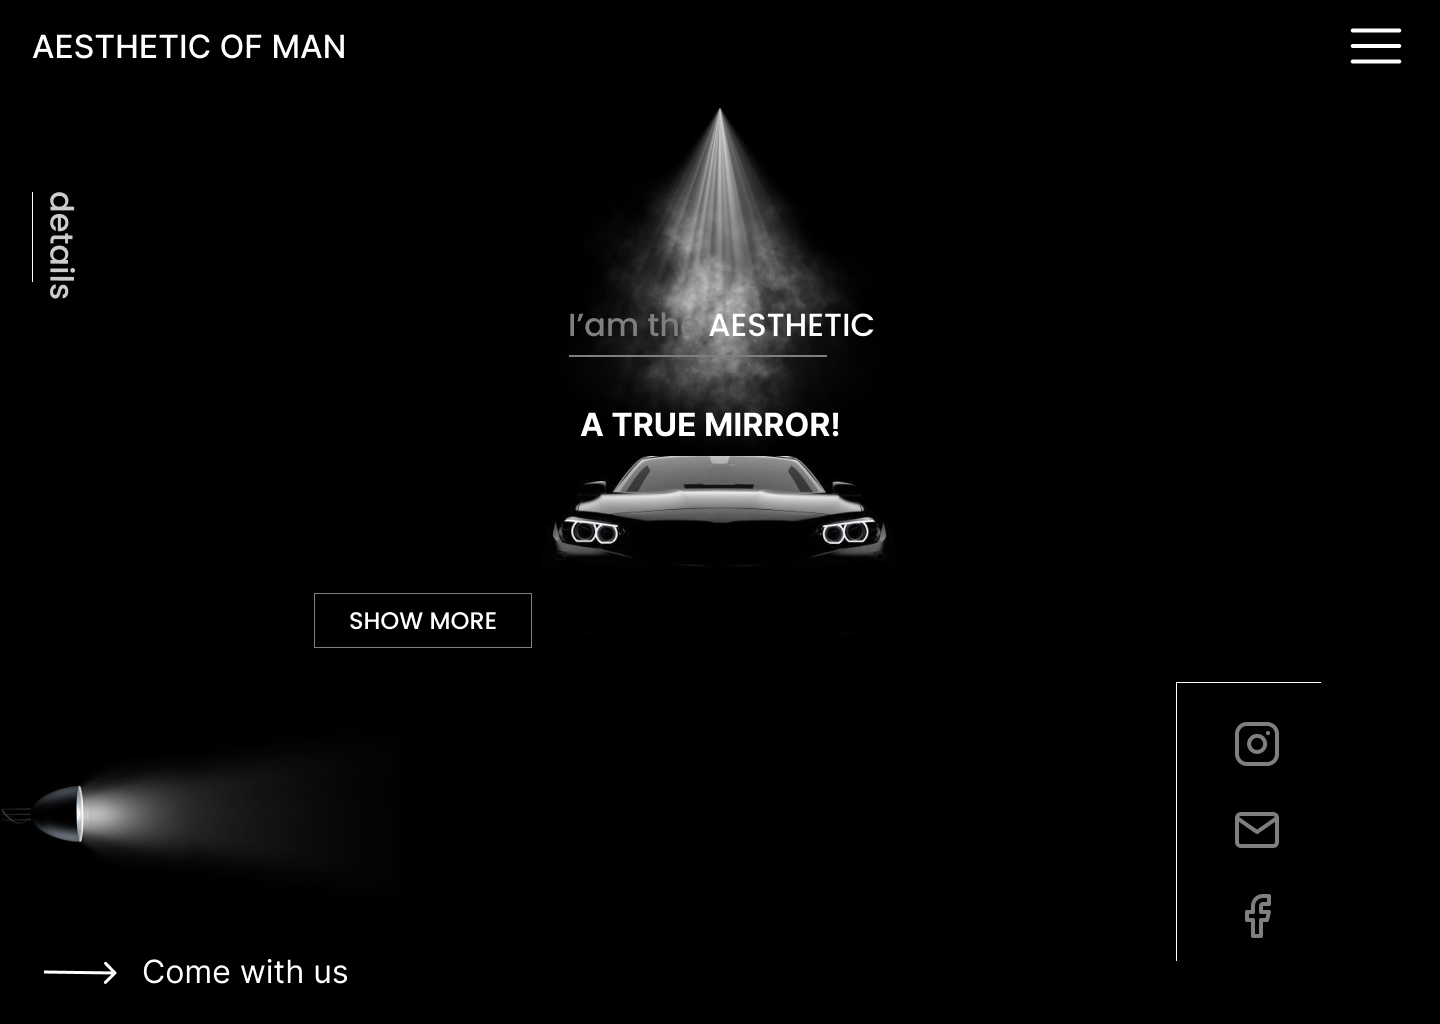 AESTHETIC OF MAN
details
I’am the AESTHETIC
A TRUE MIRROR!
SHOW MORE
Come with us